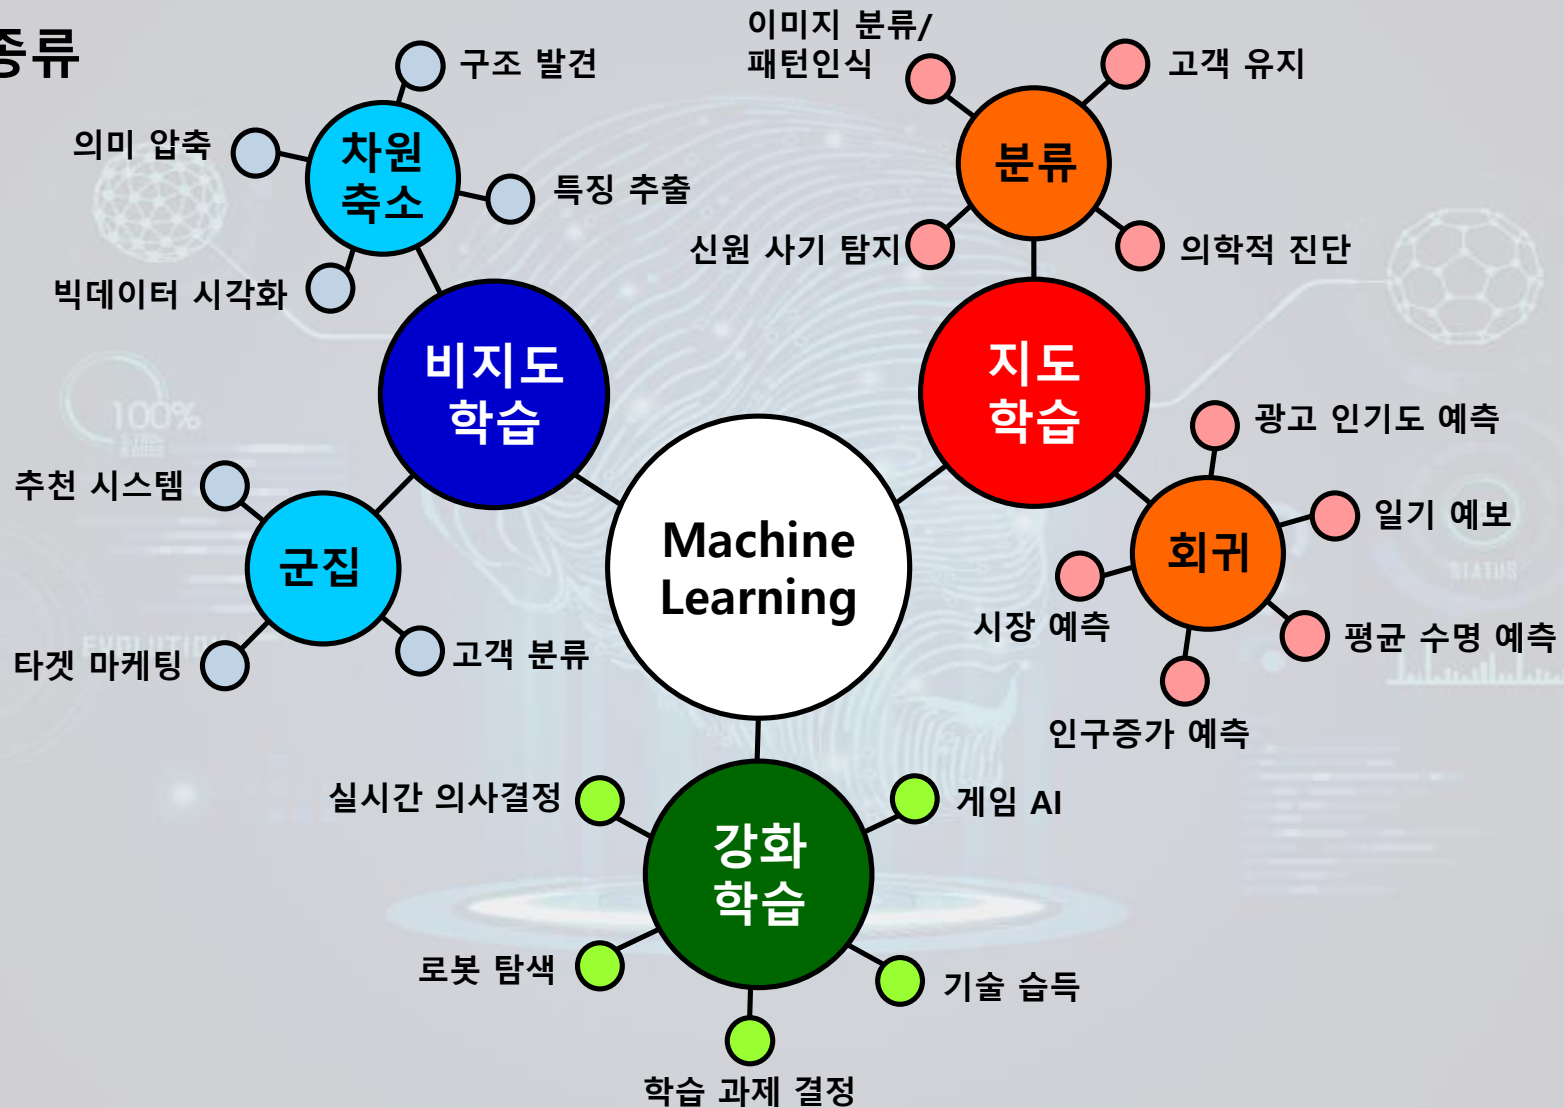 종류
구조 발견
의미 압축
차원
축소
특징 추출
빅데이터 시각화
비지도
학습
추천 시스템
군집
타겟 마케팅
고객 분류
이미지 분류/
패턴인식
고객 유지
분류
신원 사기 탐지
의학적 진단
지도
학습
광고 인기도 예측
일기 예보
회귀
시장 예측
평균 수명 예측
인구증가 예측
Machine
Learning
실시간 의사결정
게임 AI
강화
학습
로봇 탐색
기술 습득
학습 과제 결정
100%
EVOLUTION
STATUS